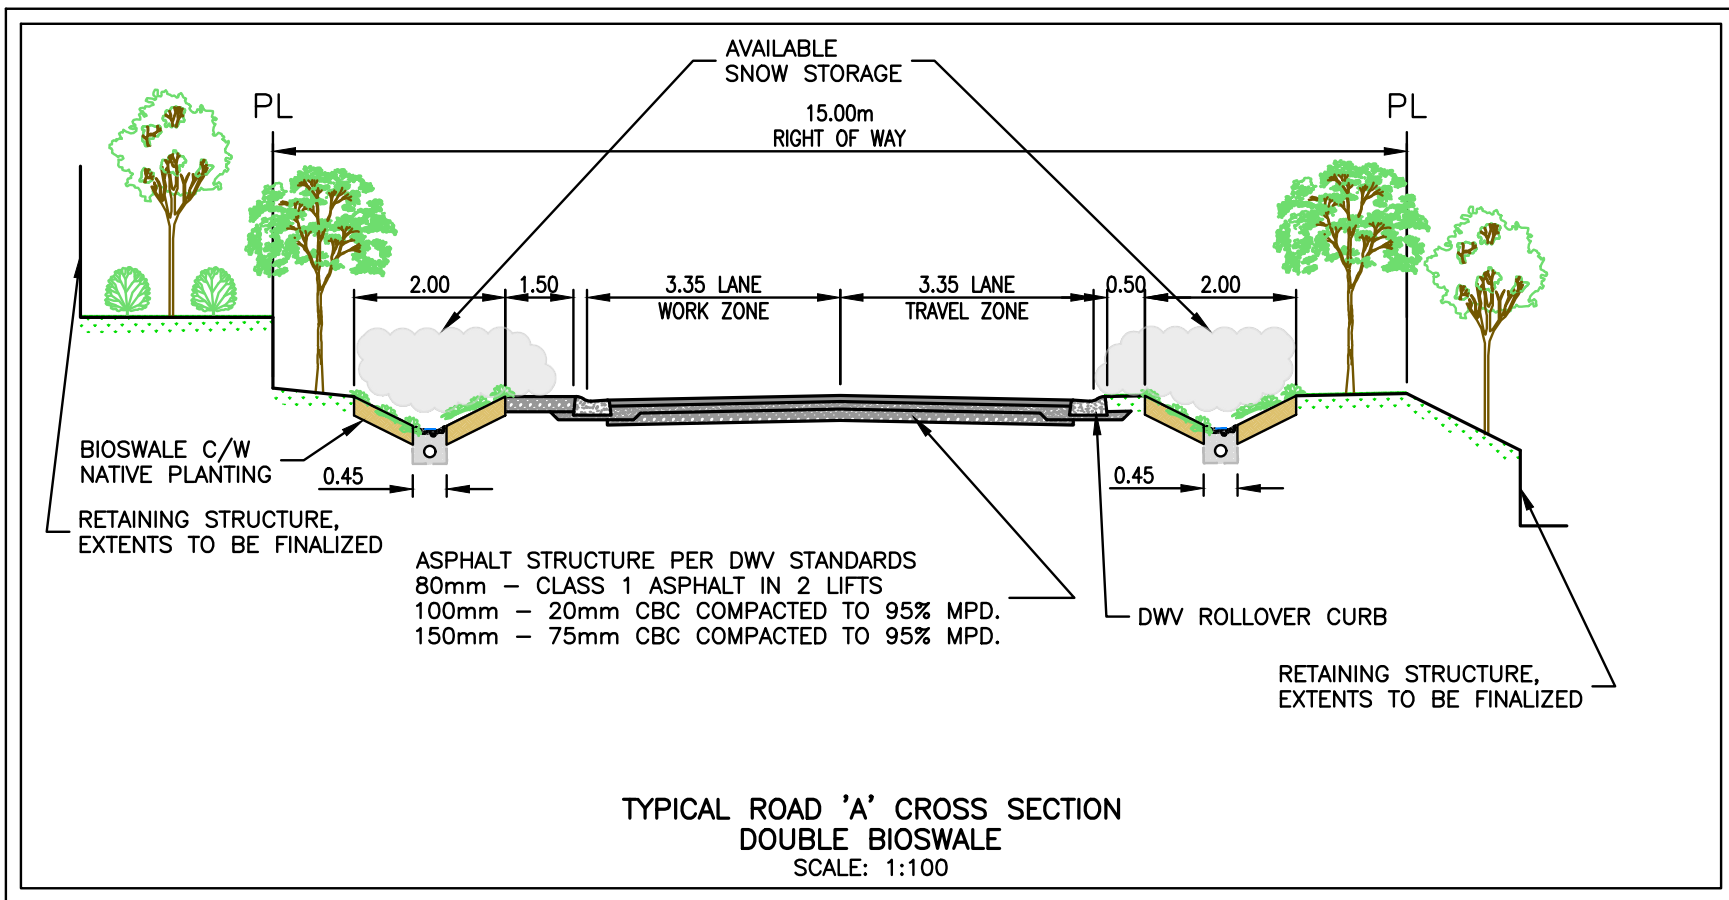 AVAILABLE
SNOW STORAGE
PL
15.00m
RIGHT OF WAY
PL
2.00
1.50
3.35 LANE
WORK ZONE
3.35 LANE
TRAVEL ZONE
0.50
2.00
BIOSWALE C/W
NATIVE PLANTING
0.45
0.45
RETAINING STRUCTURE,
EXTENTS TO BE FINALIZED
ASPHALT STRUCTURE PER DWV STANDARDS
80mm – CLASS 1 ASPHALT IN 2 LIFTS
100mm – 20mm CBC COMPACTED TO 95% MPD.
150mm – 75mm CBC COMPACTED TO 95% MPD.
DWV ROLLOVER CURB
RETAINING STRUCTURE,
EXTENTS TO BE FINALIZED
TYPICAL ROAD 'A' CROSS SECTION
DOUBLE BIOSWALE
SCALE: 1:100